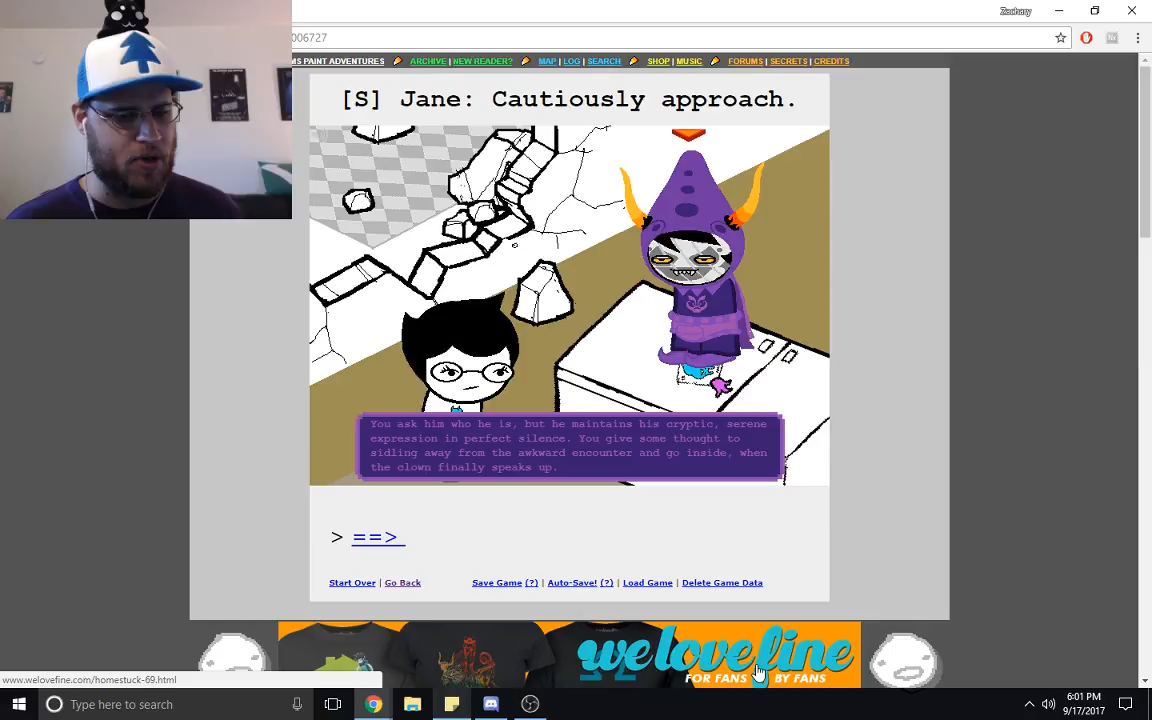 Zachary
006727
MS PAINT ADVENTURES ARCHIVE | NEW READER? MAP | LOG | SEARCH SHOP | MUSIC FORUMS | SECRETS | CREDITS
[S] Jane: Cautiously approach.
You ask him who he is, but he maintains his cryptic, serene
expression in perfect silence. You give some thought to
sidling away from the awkward encounter and go inside, when
the clown finally speaks up.
> ==>
Start Over | Go Back Save Game (?) | Auto-Save! (?) | Load Game | Delete Game Data
welovefine
FOR FANS BY FANS
www.welovefine.com/homestuck-69.html
Type here to search
6:01 PM
9/17/2017